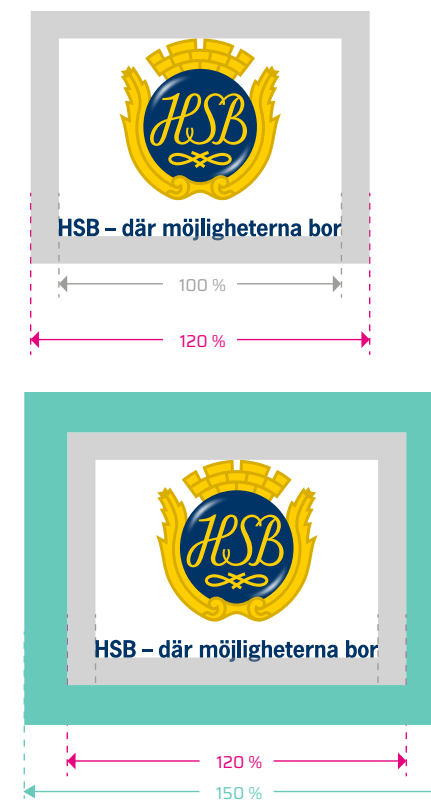 HSB
HSB – där möjligheterna bor
100 %
120 %
HSB
HSB – där möjligheterna bor
120 %
150 %